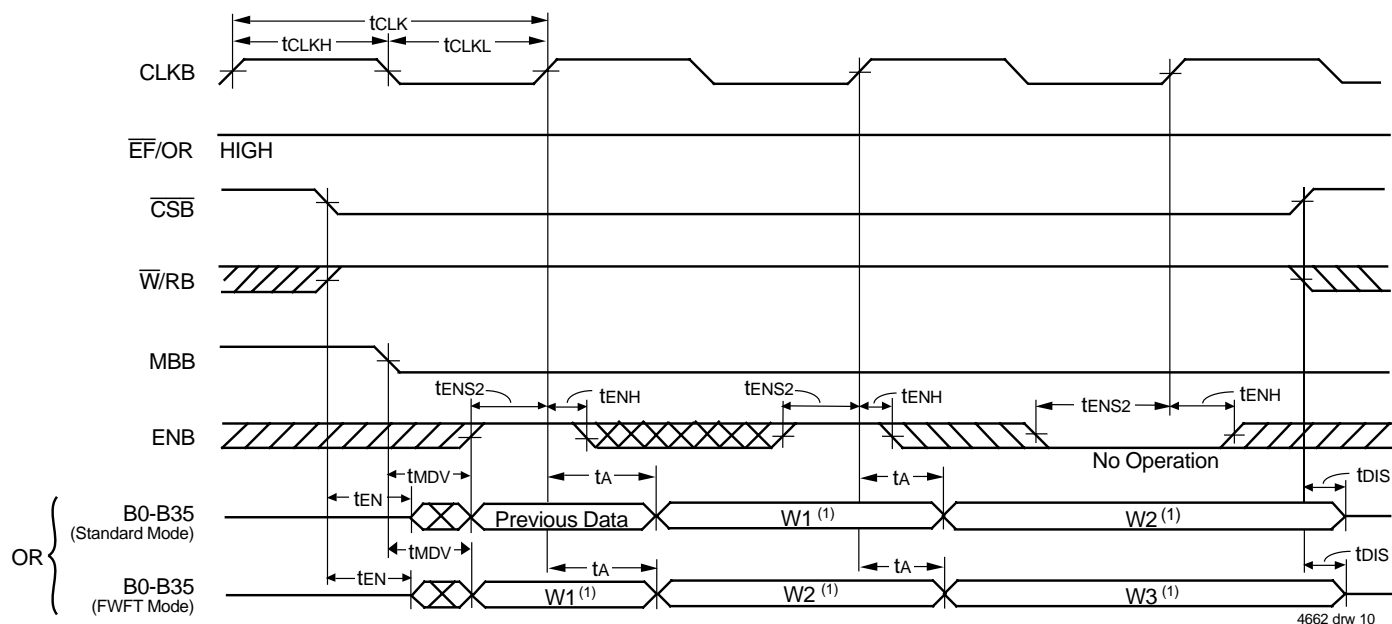 tCLK
tCLKH tCLKL
CLKB
EF/OR HIGH
CSB
W/RB
MBB
tENS2 tENH tENS2 tENH tENS2 tENH
ENB
No Operation
tMDV tA tA tDIS
tEN
B0-B35 Previous Data W1 (1) W2 (1)
(Standard Mode)
OR
tMDV tDIS
tEN tA tA
B0-B35 W1 (1) W2 (1) W3 (1)
(FWFT Mode)
4662 drw 10